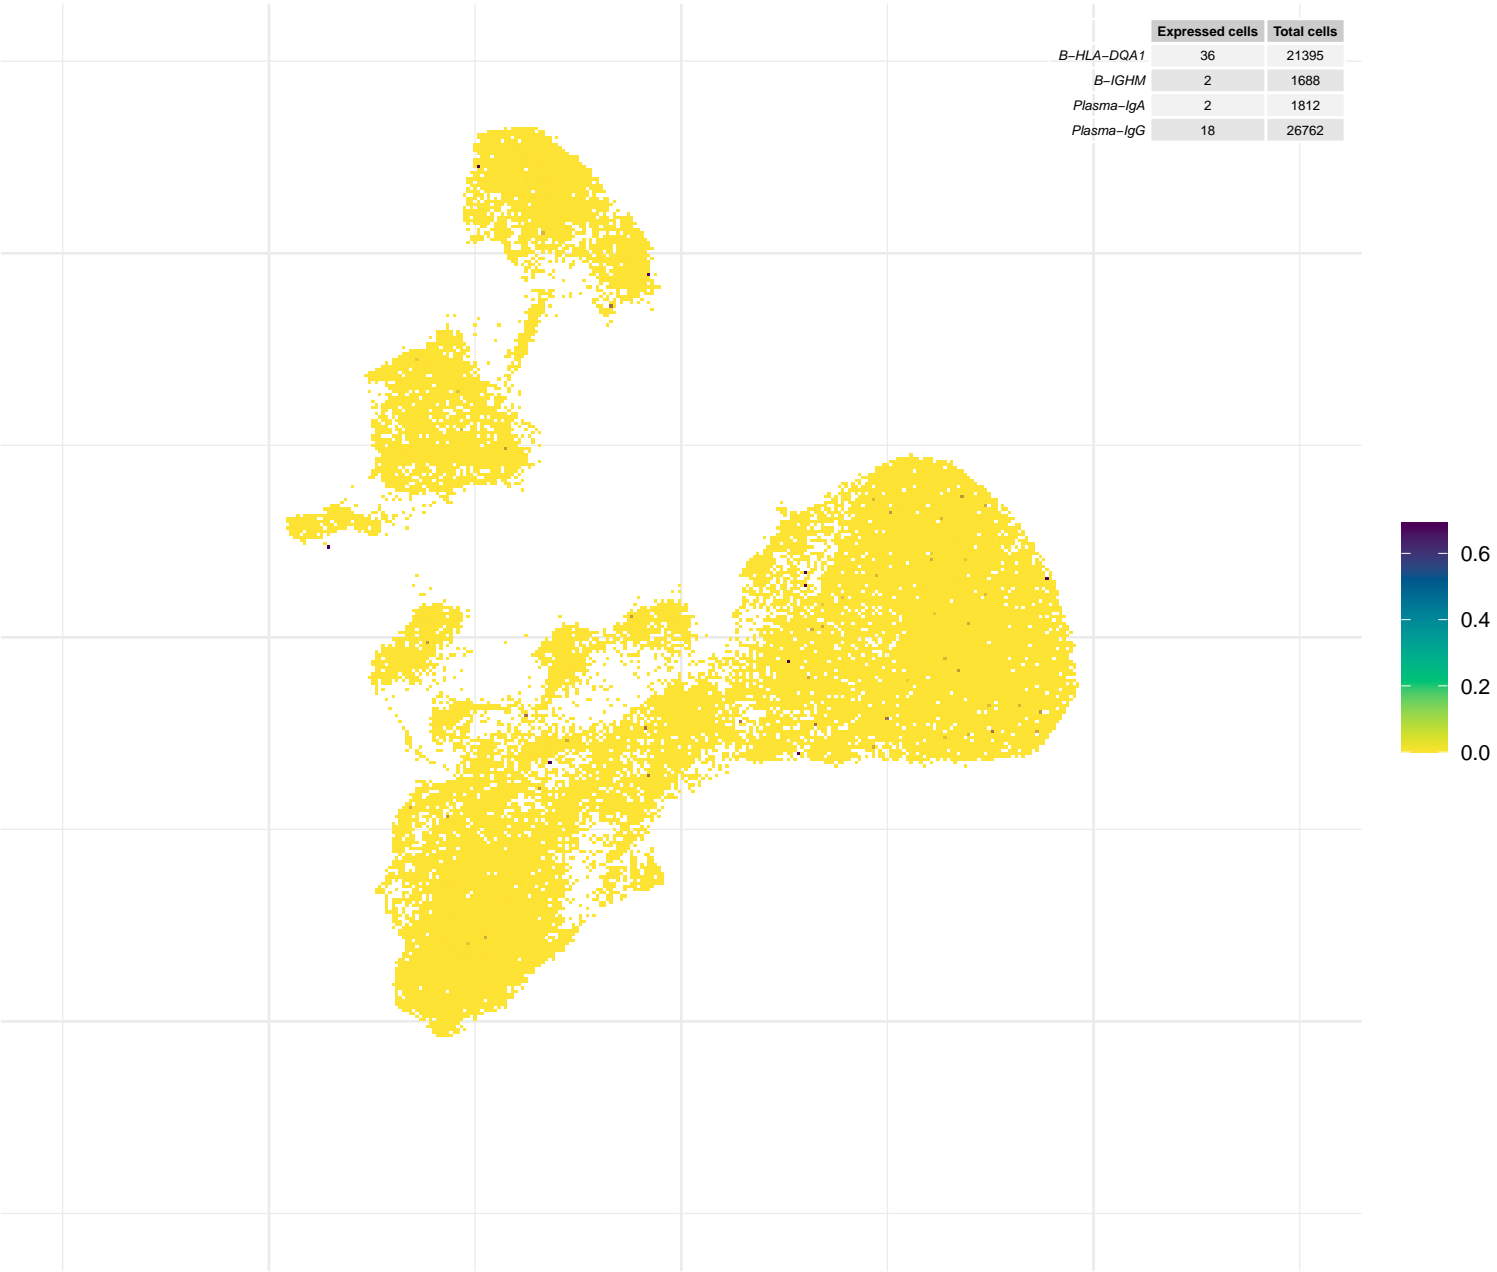 Expressed cells Total cells
B−HLA−DQA1 36 21395
B−IGHM 2 1688
Plasma−IgA 2 1812
Plasma−IgG 18 26762
0.6
0.4
0.2
0.0